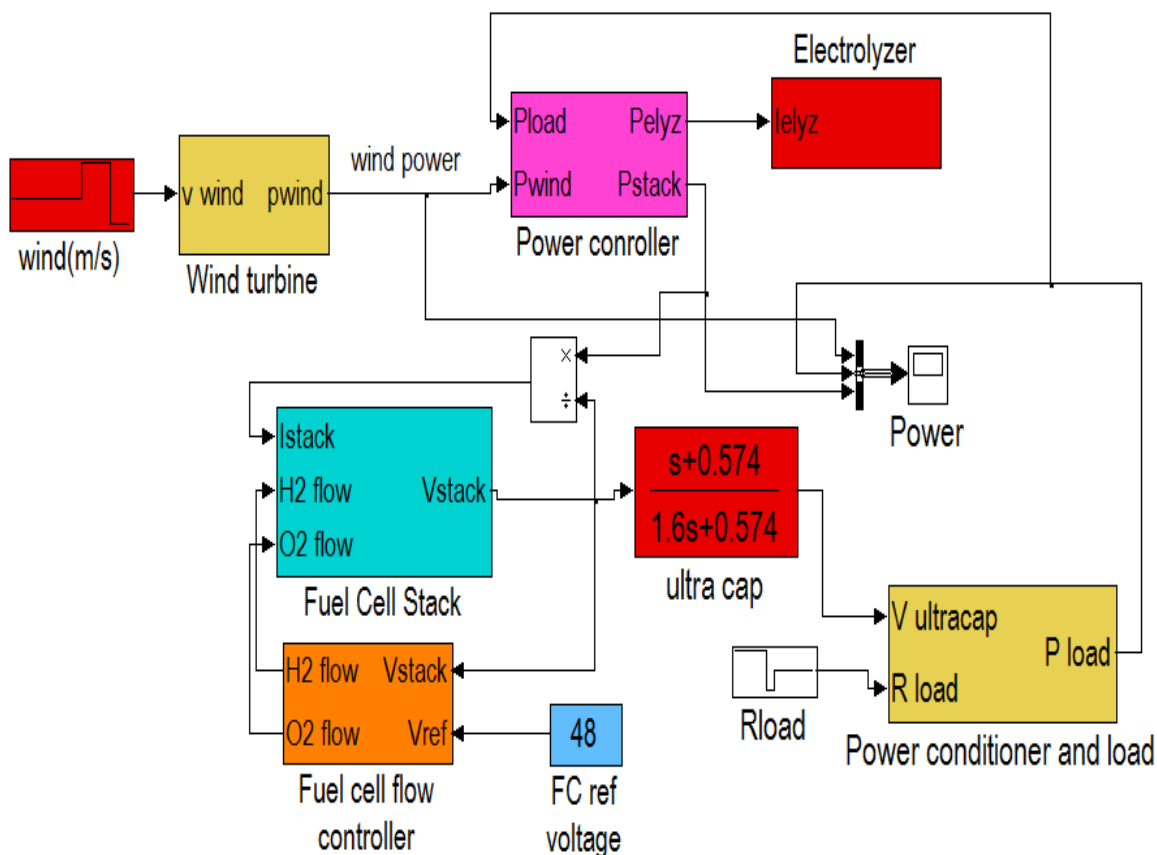 Electrolyzer
Pload
Pelyz
Ielyz
wind power
v wind
pwind
Pwind
Pstack
wind(m/s)
Wind turbine
Power conroller
×
÷
Power
Istack
H2 flow
Vstack
O2 flow
Fuel Cell Stack
s+0.574
1.6s+0.574
ultra cap
V ultracap
P load
R load
Rload
Power conditioner and load
H2 flow
Vstack
O2 flow
Vref
Fuel cell flow
controller
48
FC ref
voltage